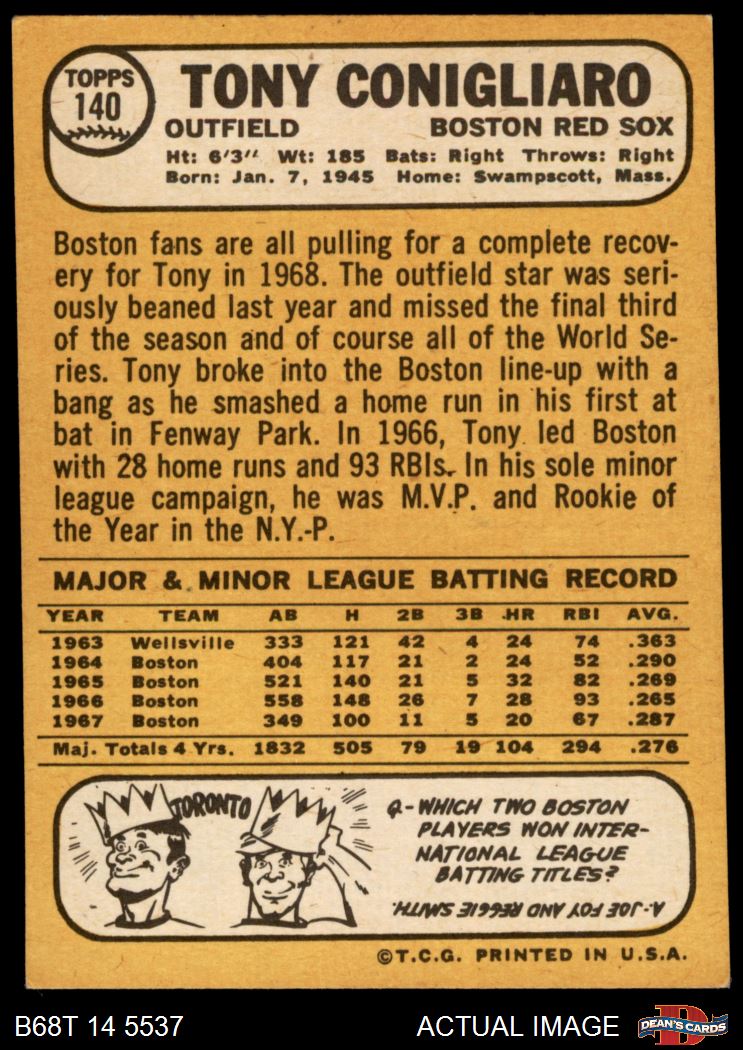 TOPPS
140
TONY CONIGLIARO
OUTFIELD BOSTON RED SOX
Ht: 6'3" Wt: 185 Bats: Right Throws: Right
Born: Jan. 7, 1945 Home: Swampscott, Mass.
Boston fans are all pulling for a complete recov-
ery for Tony in 1968. The outfield star was seri-
ously beaned last year and missed the final third
of the season and of course all of the World Se-
ries. Tony broke into the Boston line-up with a
bang as he smashed a home run in his first at
bat in Fenway Park. In 1966, Tony led Boston
with 28 home runs and 93 RBIs. In his sole minor
league campaign, he was M.V.P. and Rookie of
the Year in the N.Y.-P.
MAJOR & MINOR LEAGUE BATTING RECORD
YEAR TEAM AB H 2B 3B HR RBI AVG.
1963 Wellsville 333 121 42 4 24 74 .363
1964 Boston 404 117 21 2 24 52 .290
1965 Boston 521 140 21 5 32 82 .269
1966 Boston 558 148 26 7 28 93 .265
1967 Boston 349 100 11 5 20 67 .287
Maj. Totals 4 Yrs. 1832 505 79 19 104 294 .276
TORONTO
Q-WHICH TWO BOSTON
PLAYERS WON INTER-
NATIONAL LEAGUE
BATTING TITLES?
A-JOE FOY AND REGGIE SMITH.
©T.C.G. PRINTED IN U.S.A.
B68T 14 5537 ACTUAL IMAGE
D
DEAN'S CARDS